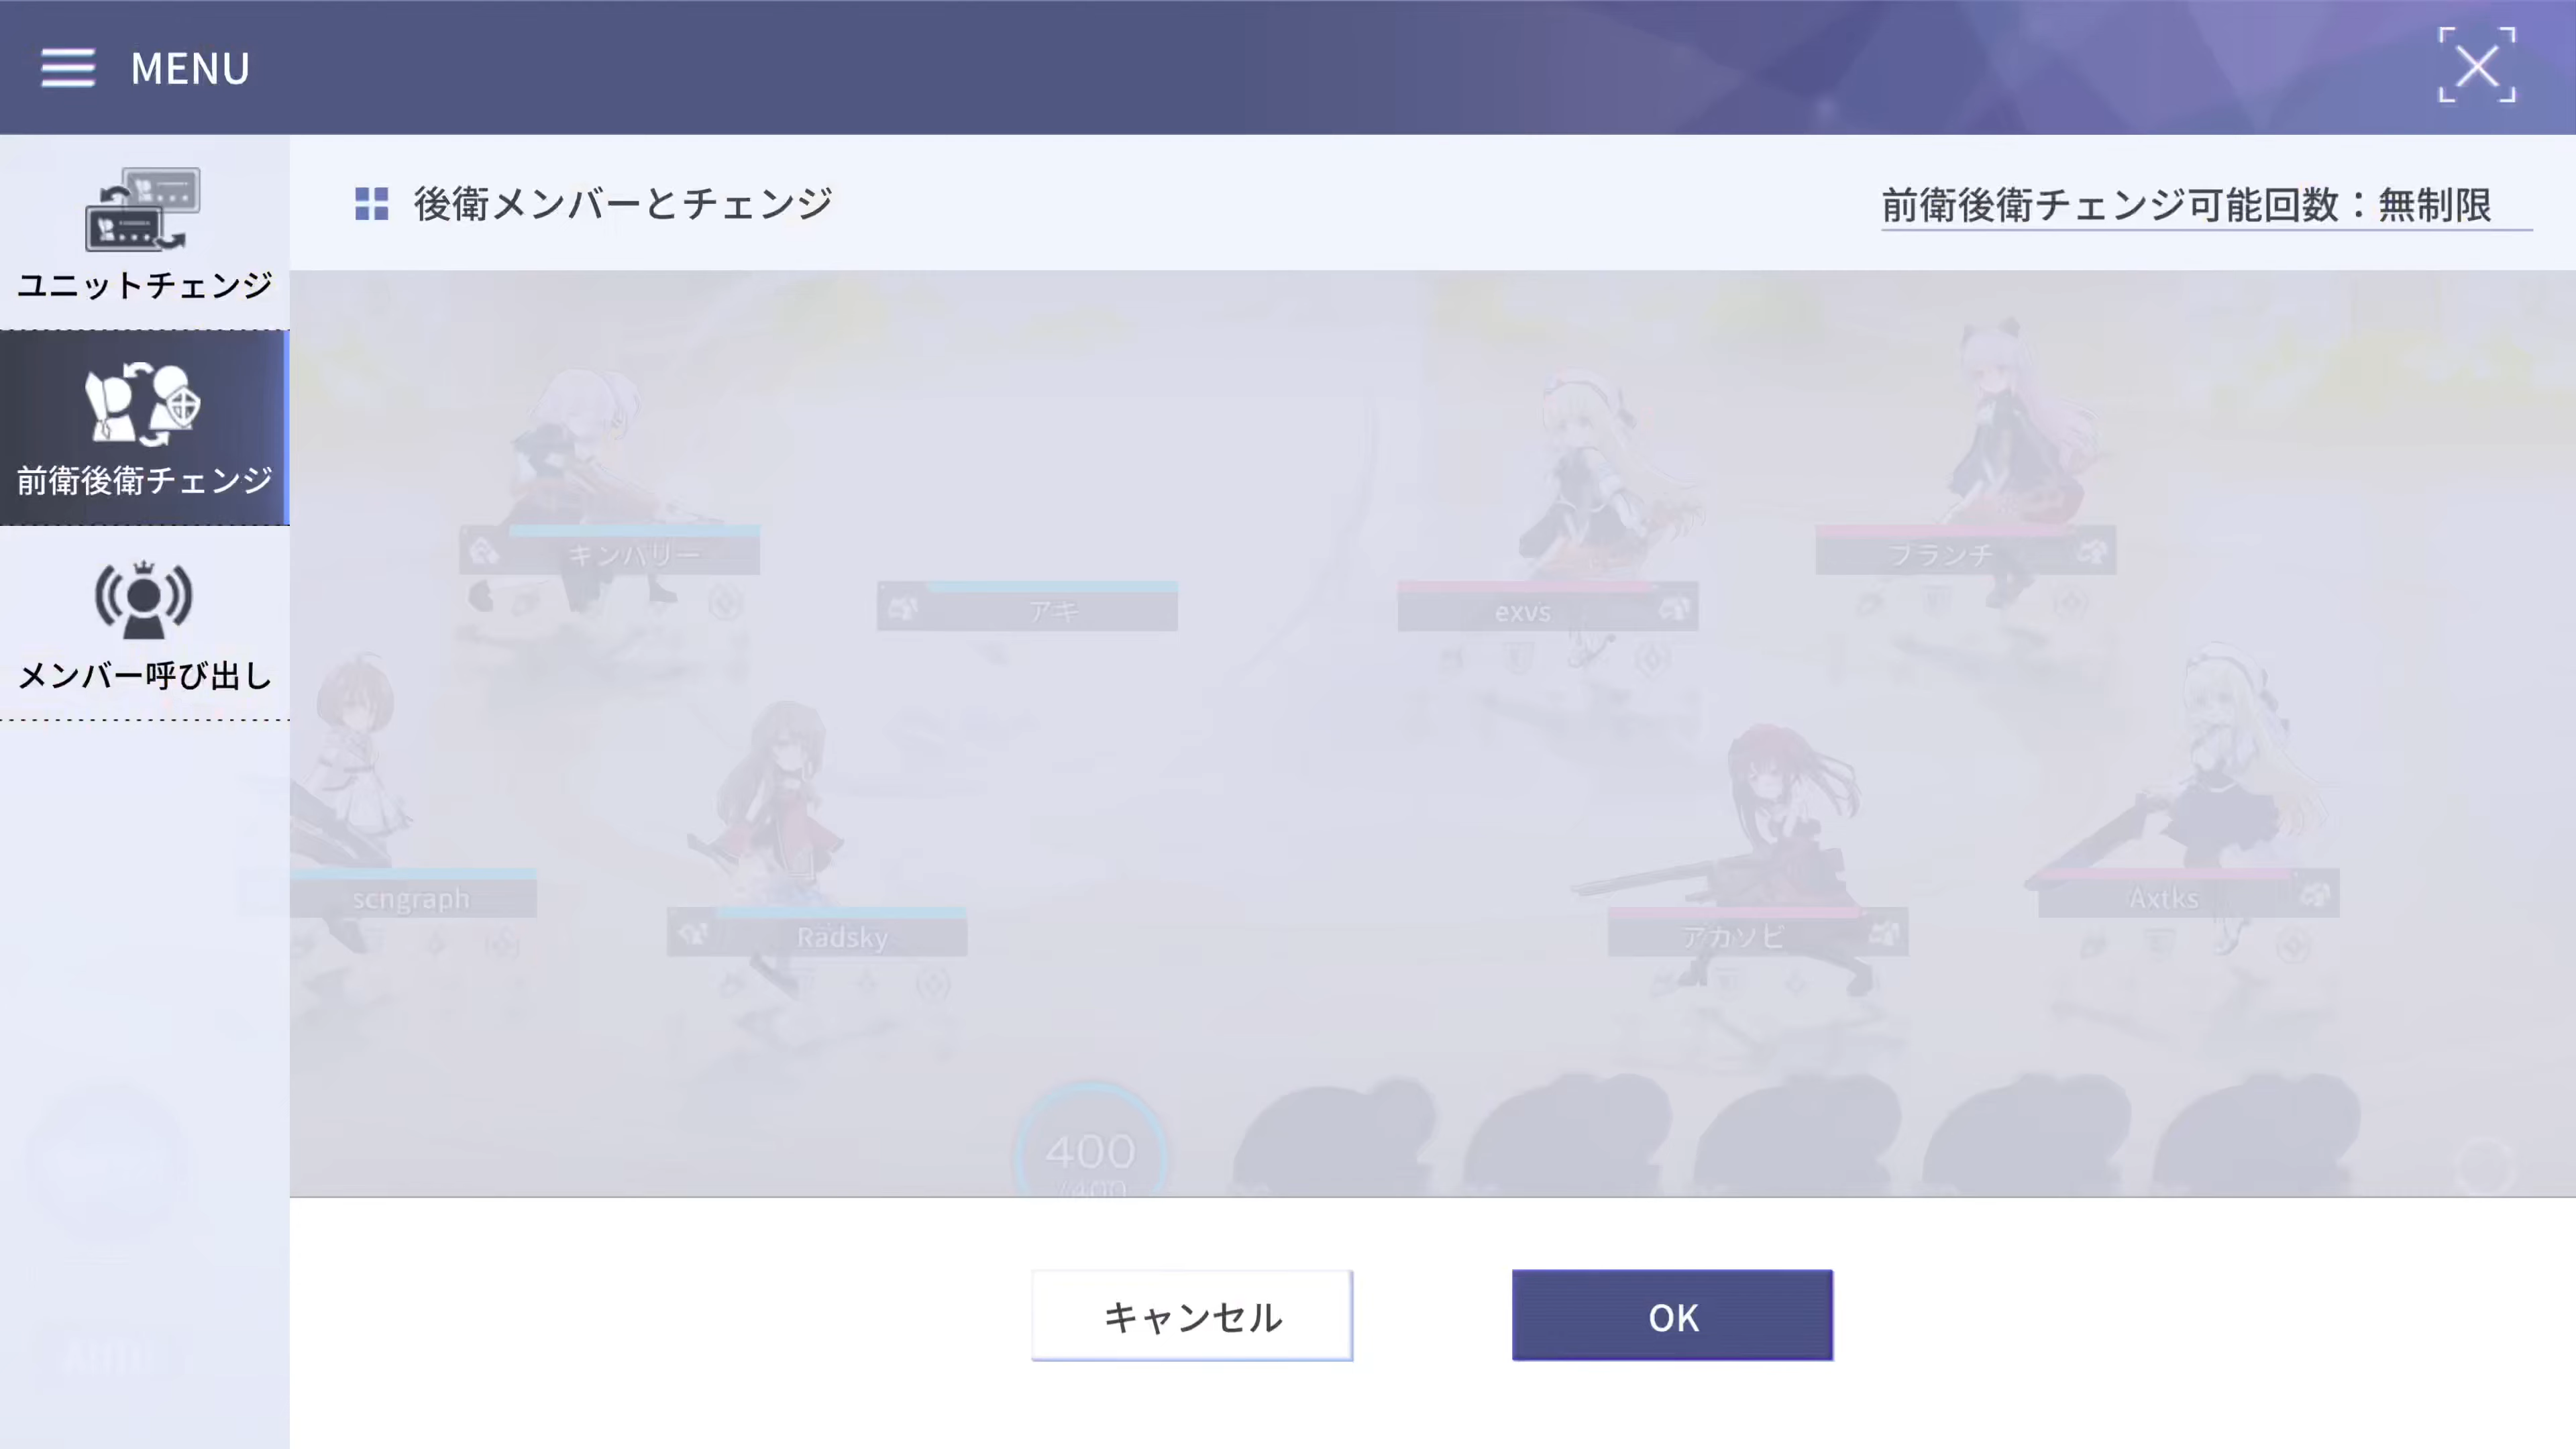 MENU
ユニットチェンジ
前衛後衛チェンジ
メンバー呼び出し
後衛メンバーとチェンジ
前衛後衛チェンジ可能回数：無制限
キンバリー
アキ
exvs
ブランチ
scngraph
Radsky
アカソビ
Axtks
400
/400
キャンセル
OK
AUTO